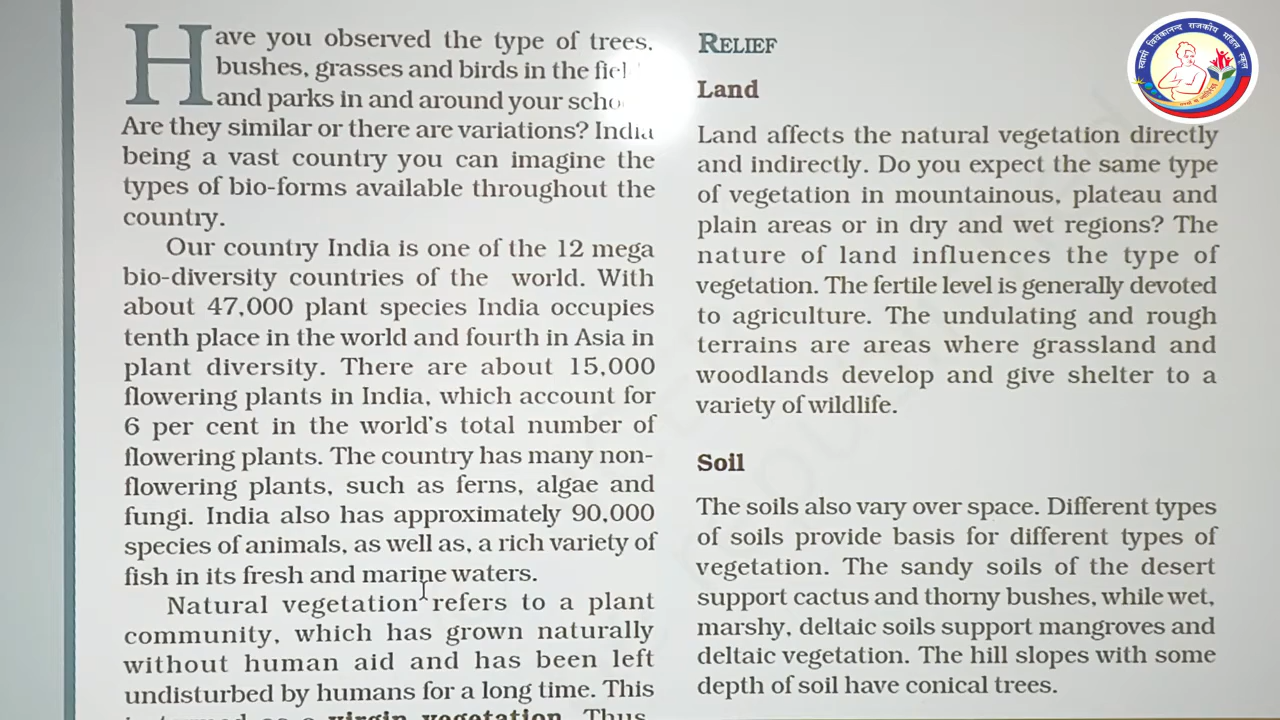 Have you observed the type of trees,
bushes, grasses and birds in the
and parks in and around your
Are they similar or there are variations? India
being a vast country you can imagine the
types of bio-forms available throughout the
country.
Our country India is one of the 12 mega
bio-diversity countries of the world. With
about 47,000 plant species India occupies
tenth place in the world and fourth in Asia in
plant diversity. There are about 15,000
flowering plants in India, which account for
6 per cent in the world's total number of
flowering plants. The country has many non-
flowering plants, such as ferns, algae and
fungi. India also has approximately 90,000
species of animals, as well as, a rich variety of
fish in its fresh and marine waters.
Natural vegetation refers to a plant
community, which has grown naturally
without human aid and has been left
undisturbed by humans for a long time. This
is termed as a virgin vegetation. Thus,
RELIEF
Land
Land affects the natural vegetation directly
and indirectly. Do you expect the same type
of vegetation in mountainous, plateau and
plain areas or in dry and wet regions? The
nature of land influences the type of
vegetation. The fertile level is generally devoted
to agriculture. The undulating and rough
terrains are areas where grassland and
woodlands develop and give shelter to a
variety of wildlife.
Soil
The soils also vary over space. Different types
of soils provide basis for different types of
vegetation. The sandy soils of the desert
support cactus and thorny bushes, while wet,
marshy, deltaic soils support mangroves and
deltaic vegetation. The hill slopes with some
depth of soil have conical trees.
स्वामी विवेकानन्द राजकीय मॉडल स्कूल